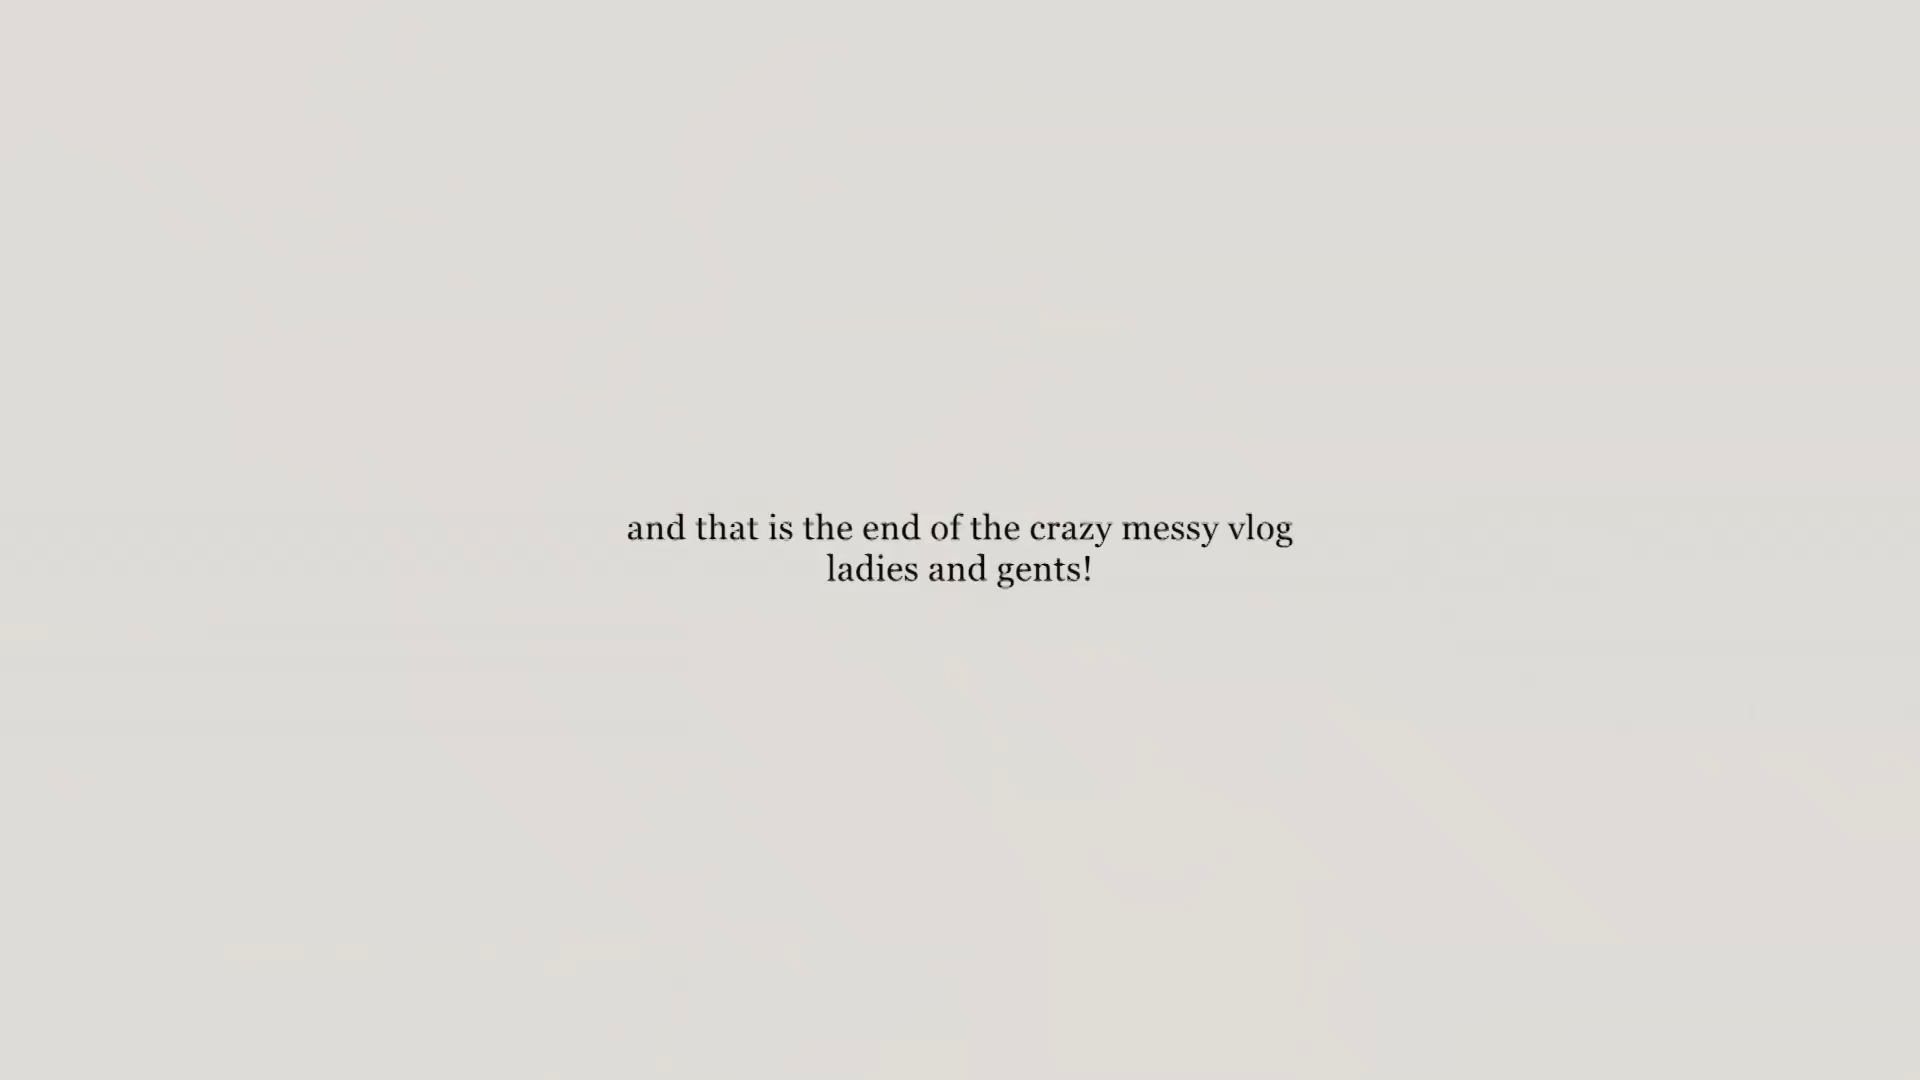 and that is the end of the crazy messy vlog
ladies and gents!